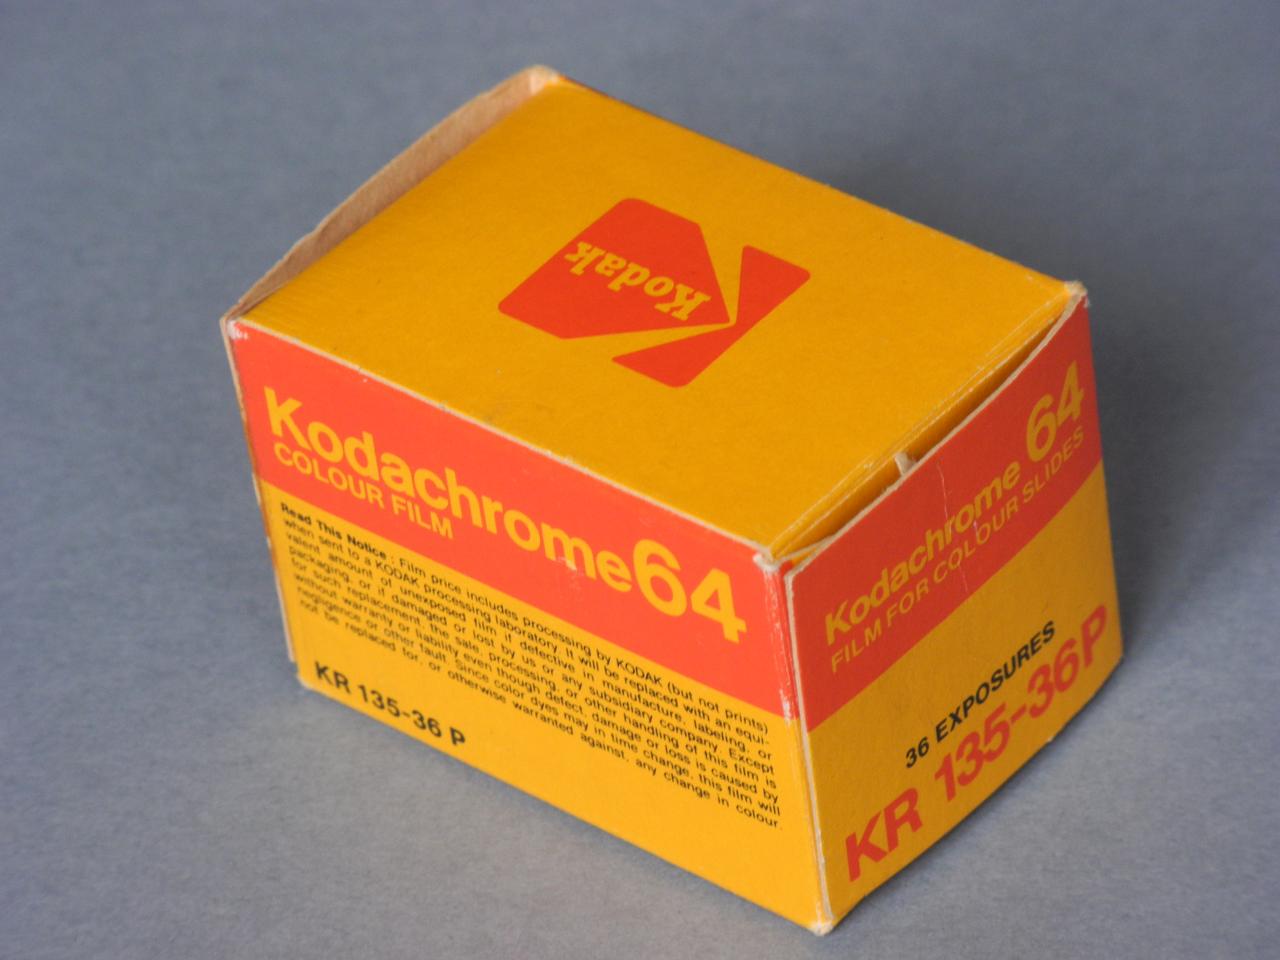 Kodak
Kodachrome 64
COLOUR FILM
Read This Notice : Film price includes processing by KODAK (but not prints)
when sent to a KODAK processing laboratory. It will be replaced with an equi-
valent amount of unexposed film if defective in manufacture, labeling, or
packaging, or if damaged or lost by us or any subsidiary company. Except
for such replacement, the sale, processing, or other handling of this film is
without warranty or liability even though defect, damage or loss is caused by
negligence or other fault. Since color dyes may in time change, this film will
not be replaced for, or otherwise warranted against, any change in colour.
KR 135-36 P
Kodachrome 64
FILM FOR COLOUR SLIDES
36 EXPOSURES
KR 135-36P